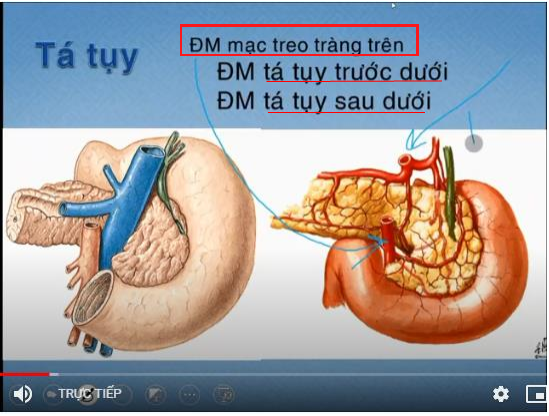 Tá tụy
ĐM mạc treo tràng trên
ĐM tá tụy trước dưới
ĐM tá tụy sau dưới
TRỰC TIẾP